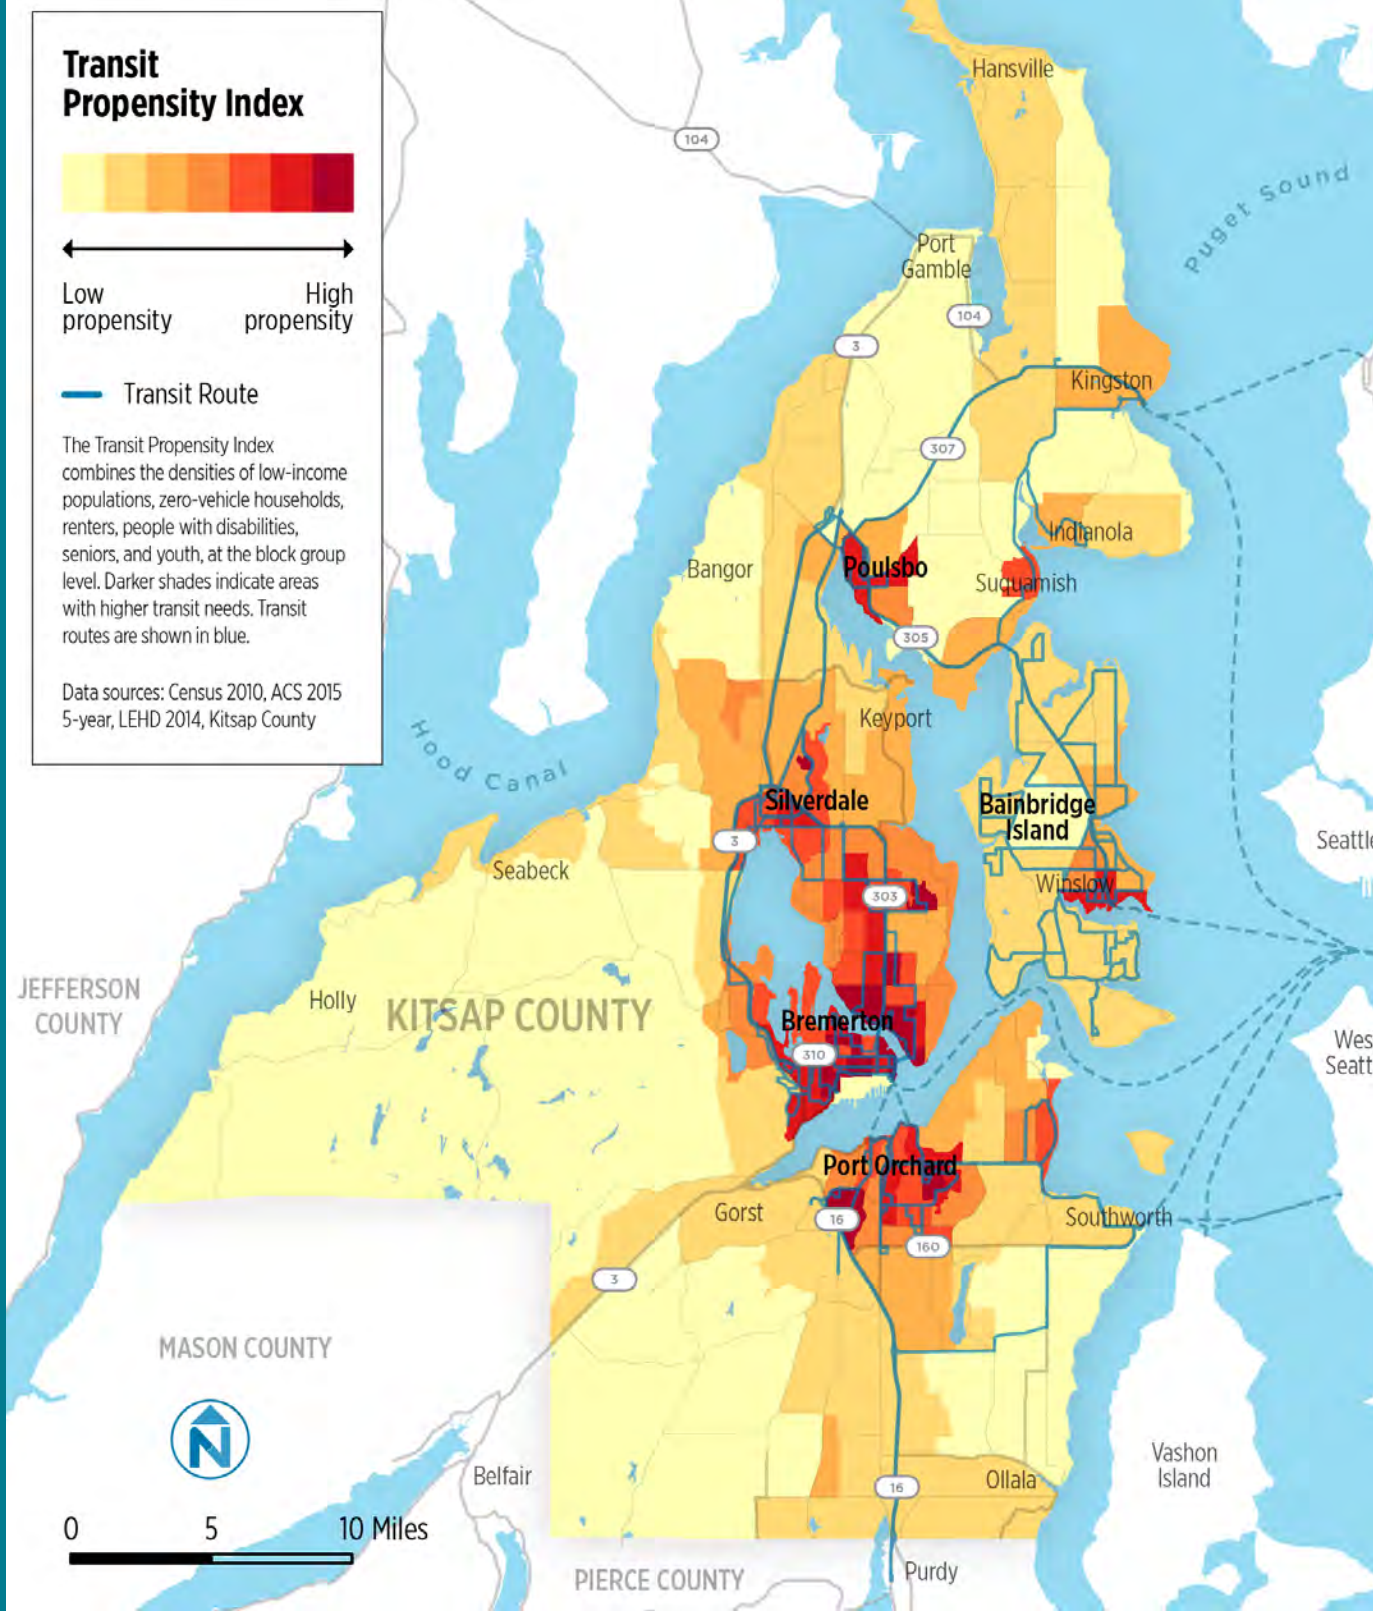 Transit
Propensity Index
Low
propensity
High
propensity
Transit Route
The Transit Propensity Index
combines the densities of low-income
populations, zero-vehicle households,
renters, people with disabilities,
seniors, and youth, at the block group
level. Darker shades indicate areas
with higher transit needs. Transit
routes are shown in blue.
Data sources: Census 2010, ACS 2015
5-year, LEHD 2014, Kitsap County
Hansville
104
Puget Sound
Port
Gamble
104
3
Kingston
307
Indianola
Bangor
Poulsbo
Suquamish
305
Keyport
Hood Canal
Silverdale
Bainbridge
Island
3
Seattle
Seabeck
Winslow
303
JEFFERSON
COUNTY
Holly
KITSAP COUNTY
Bremerton
310
Wes
Seatt
Port Orchard
Gorst
16
Southworth
160
3
MASON COUNTY
N
Vashon
Island
Belfair
Ollala
16
0
5
10 Miles
PIERCE COUNTY
Purdy